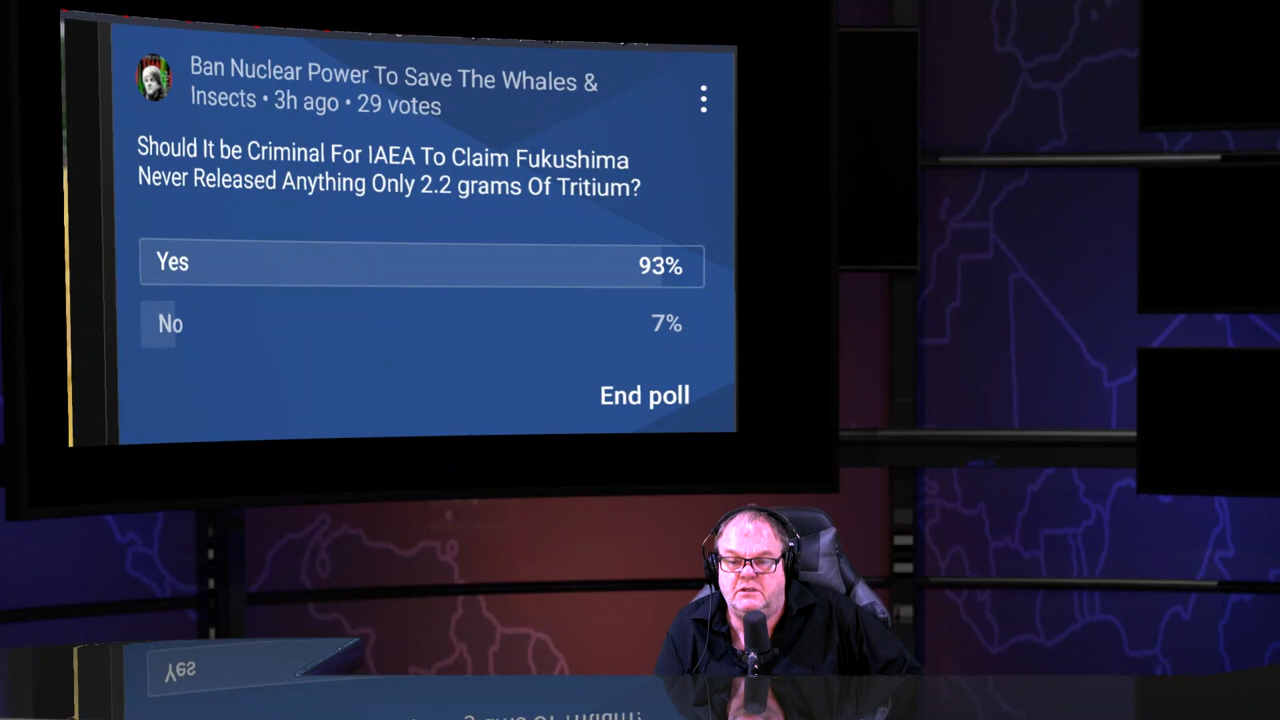 Ban Nuclear Power To Save The Whales &
Insects • 3h ago • 29 votes
Should It be Criminal For IAEA To Claim Fukushima
Never Released Anything Only 2.2 grams Of Tritium?
Yes 93%
No 7%
End poll
Yes